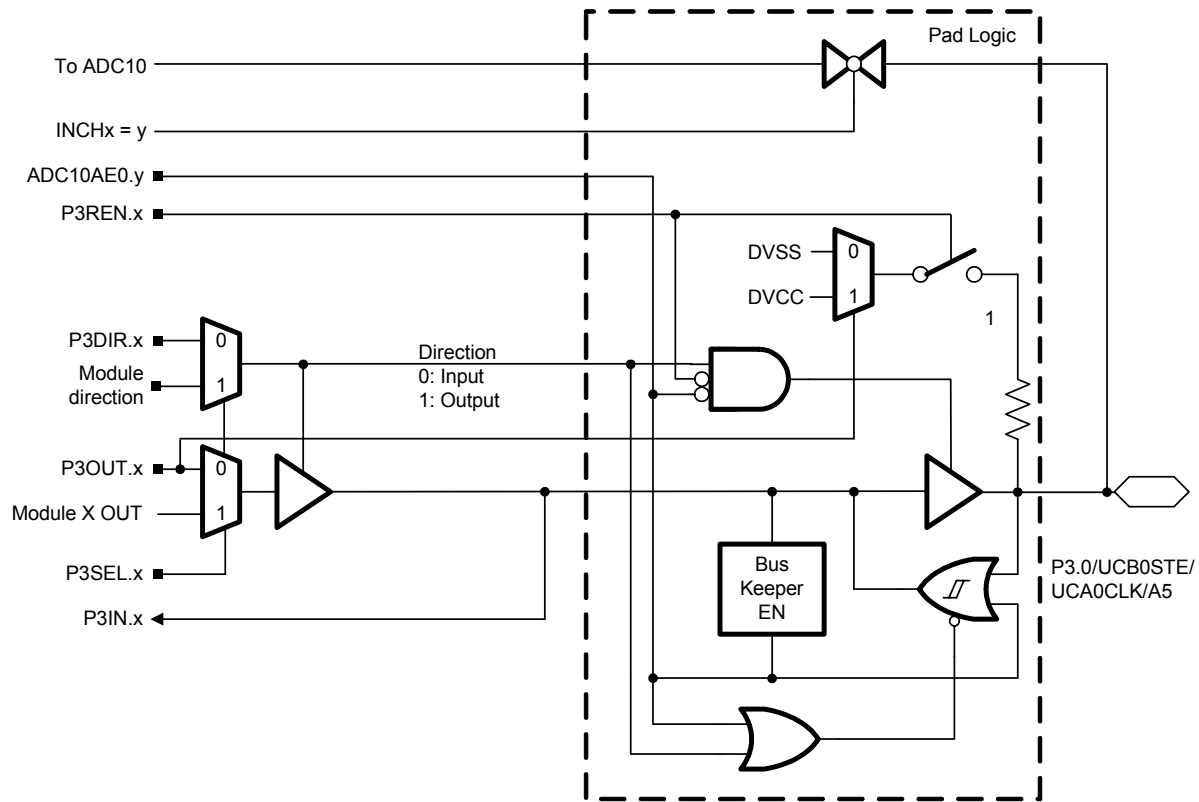 Pad Logic
To ADC10
INCHx = y
ADC10AE0.y
P3REN.x
DVSS
0
DVCC
1
1
P3DIR.x
0
Module
direction
1
Direction
0: Input
1: Output
P3OUT.x
0
Module X OUT
1
P3SEL.x
P3IN.x
Bus
Keeper
EN
P3.0/UCB0STE/
UCA0CLK/A5